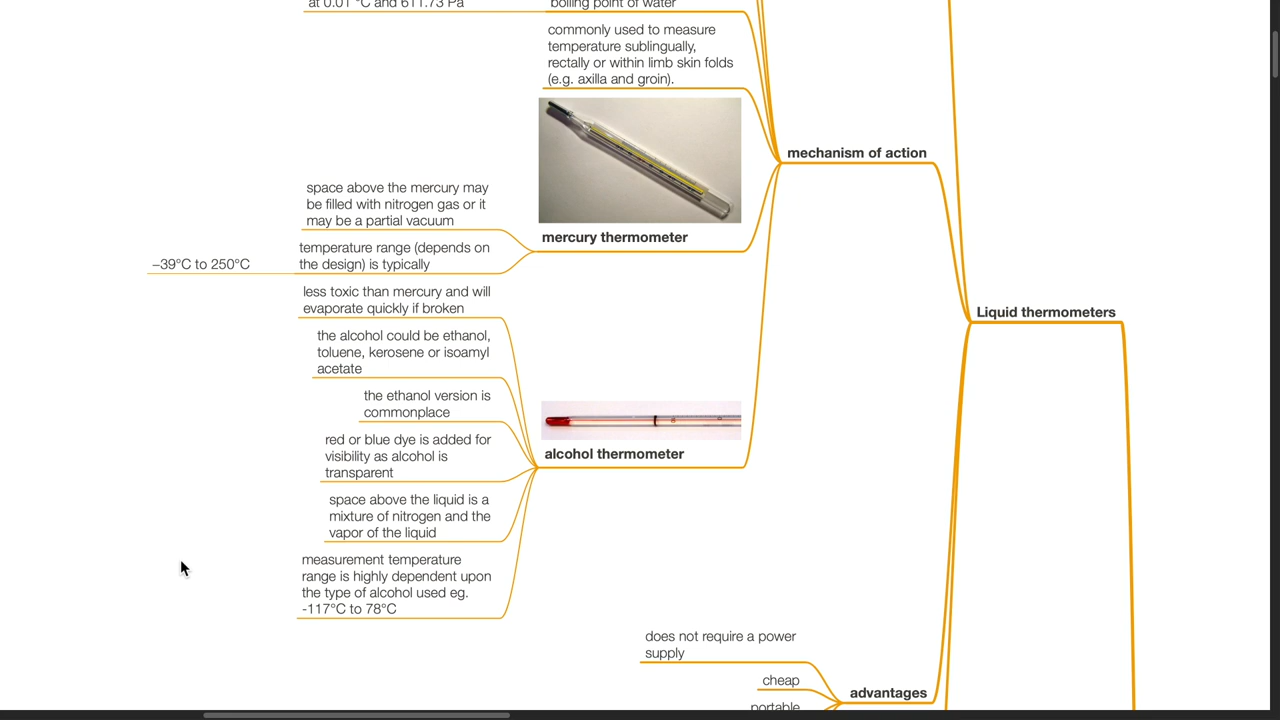 at 0.01 °C and 611.73 Pa
boiling point of water
commonly used to measure
temperature sublingually,
rectally or within limb skin folds
(e.g. axilla and groin).
mechanism of action
space above the mercury may
be filled with nitrogen gas or it
may be a partial vacuum
mercury thermometer
temperature range (depends on
the design) is typically
–39°C to 250°C
less toxic than mercury and will
evaporate quickly if broken
Liquid thermometers
the alcohol could be ethanol,
toluene, kerosene or isoamyl
acetate
the ethanol version is
commonplace
red or blue dye is added for
visibility as alcohol is
transparent
alcohol thermometer
space above the liquid is a
mixture of nitrogen and the
vapor of the liquid
measurement temperature
range is highly dependent upon
the type of alcohol used eg.
-117°C to 78°C
does not require a power
supply
cheap
advantages
portable